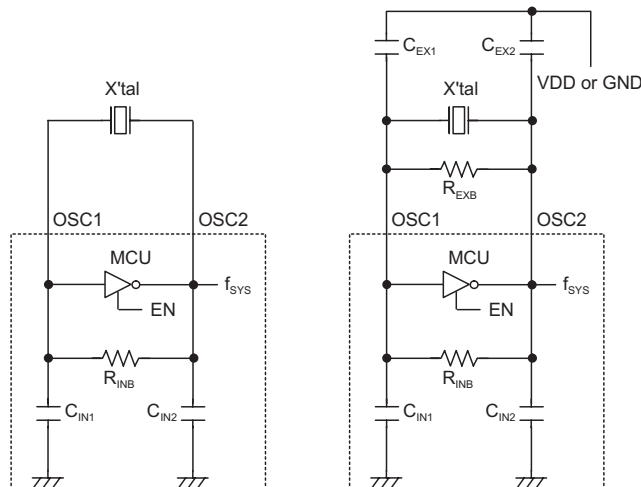 X'tal
OSC1
OSC2
MCU
f_SYS
EN
R_INB
C_IN1
C_IN2
C_EX1
C_EX2
VDD or GND
X'tal
R_EXB
OSC1
OSC2
MCU
f_SYS
EN
R_INB
C_IN1
C_IN2